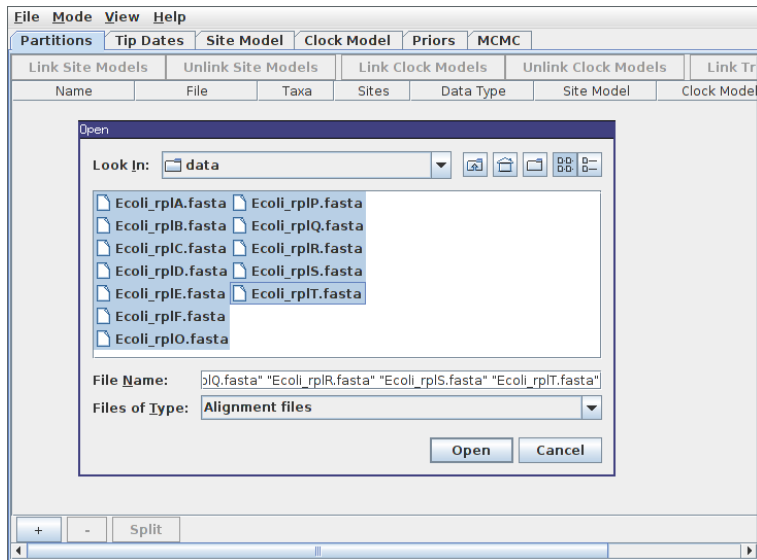 File Mode View Help
Partitions Tip Dates Site Model Clock Model Priors MCMC
Link Site Models Unlink Site Models Link Clock Models Unlink Clock Models Link Tr
Name File Taxa Sites Data Type Site Model Clock Model
Open
Look In: data
Ecoli_rplA.fasta Ecoli_rplP.fasta
Ecoli_rplB.fasta Ecoli_rplQ.fasta
Ecoli_rplC.fasta Ecoli_rplR.fasta
Ecoli_rplD.fasta Ecoli_rplS.fasta
Ecoli_rplE.fasta Ecoli_rplT.fasta
Ecoli_rplF.fasta
Ecoli_rplO.fasta
File Name: plQ.fasta" "Ecoli_rplR.fasta" "Ecoli_rplS.fasta" "Ecoli_rplT.fasta"
Files of Type: Alignment files
Open Cancel
+ - Split